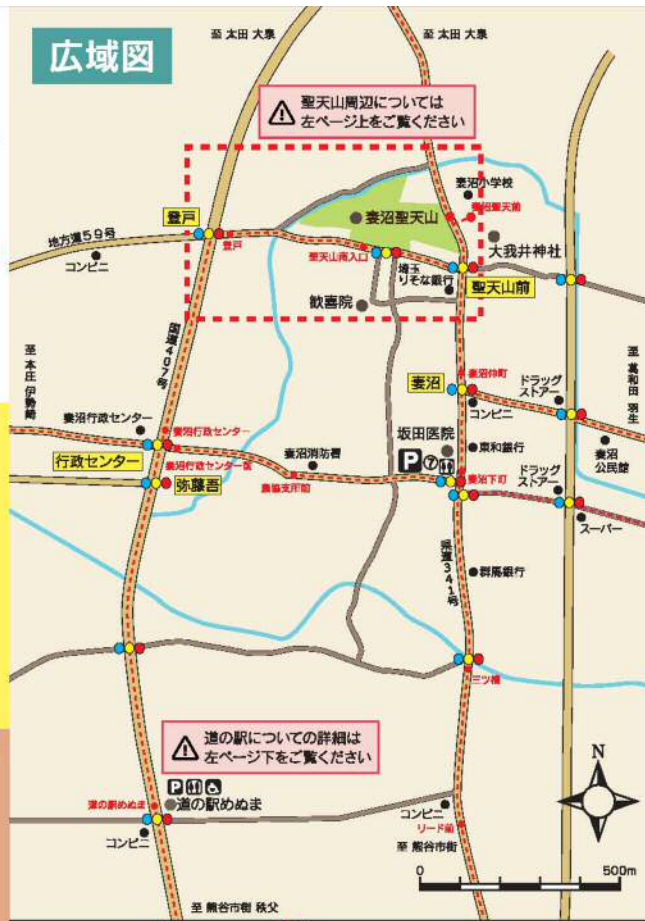 広域図
至 太田 大泉
至 太田 大泉
聖天山周辺については
左ページ上をご覧ください
妻沼小学校
妻沼聖天前
登戸
妻沼聖天山
地方道59号
登戸
聖天山南入口
大我井神社
コンビニ
埼玉
りそな銀行
聖天山前
歓喜院
国道407号
至 本庄 伊勢崎
至 葛和田 羽生
妻沼仲町
妻沼
ドラッグ
ストアー
コンビニ
妻沼行政センター
妻沼行政センター
坂田医院
東和銀行
妻沼
公民館
行政センター
妻沼行政センター前
妻沼消防署
P
⑦
ドラッグ
ストアー
弥藤吾
農協支所前
妻沼下町
スーパー
県道341号
群馬銀行
三ツ橋
道の駅についての詳細は
左ページ下をご覧ください
N
P
道の駅めぬま
道の駅めぬま
コンビニ
コンビニ
リード前
至 熊谷市街
0
500m
至 熊谷市街 秩父